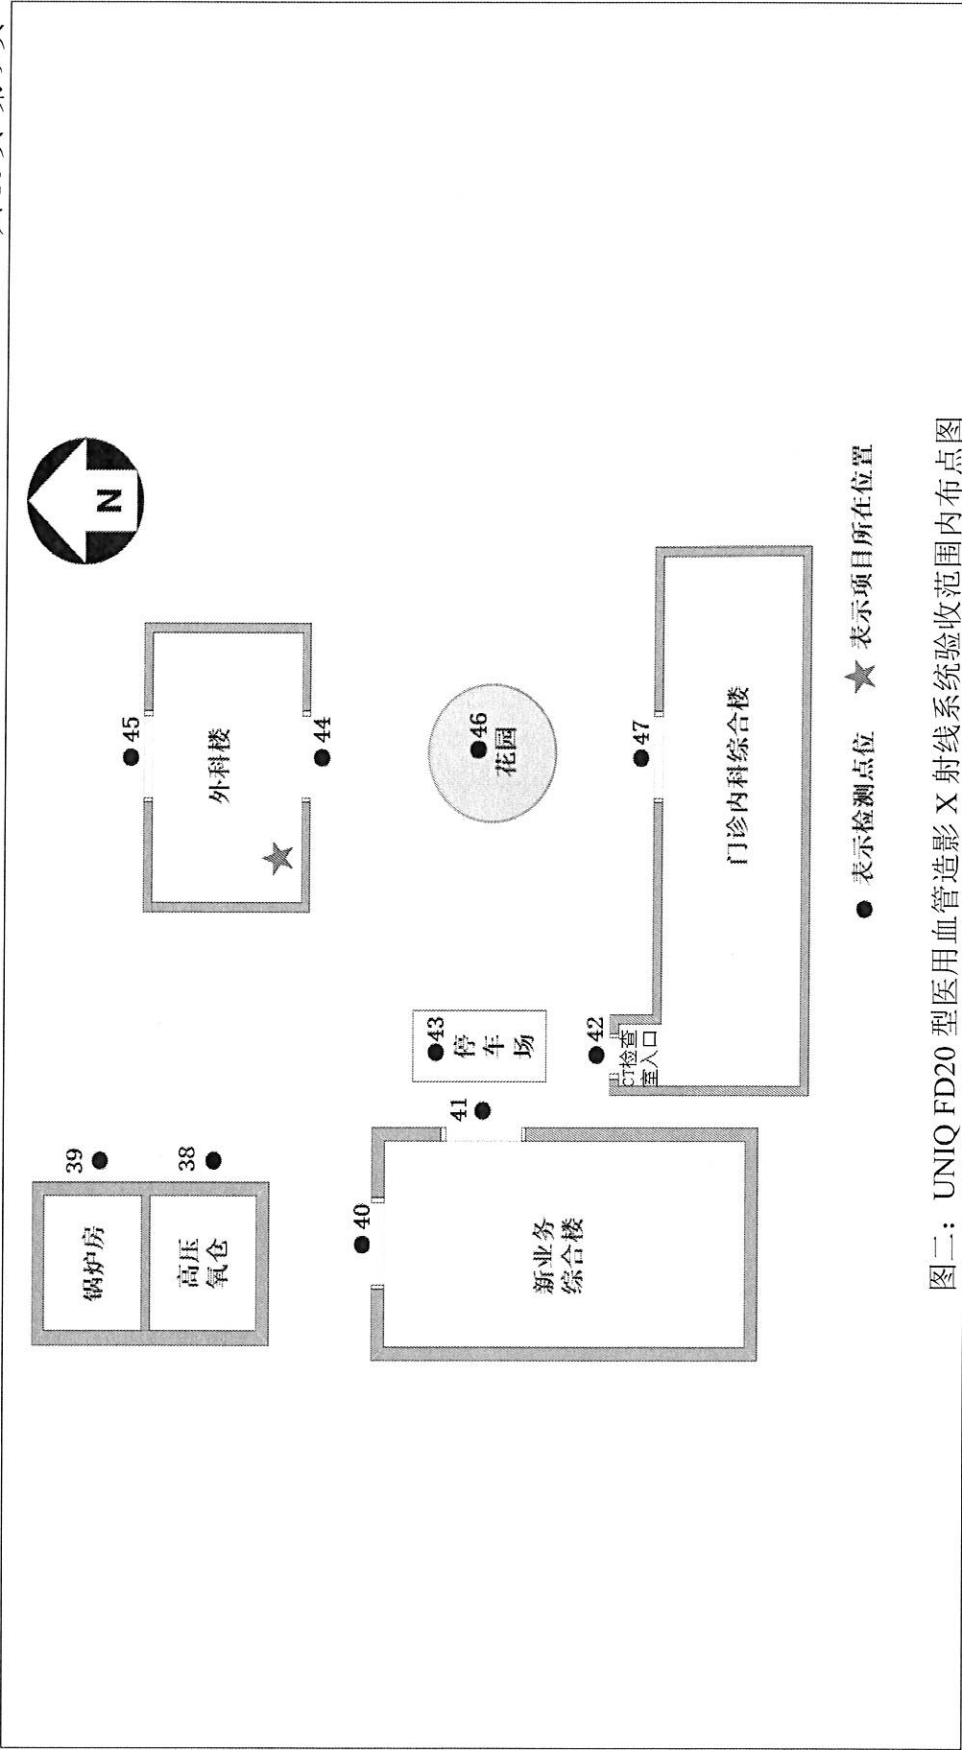 N
39
锅炉房
45
38
高压
氧仓
外科楼
44
40
43
停
车
场
41
46
花园
新业务
综合楼
42
CT检查
室入口
47
门诊内科综合楼
表示检测点位 表示项目所在位置
图二：UNIQ FD20 型医用血管造影 X 射线系统验收范围内布点图